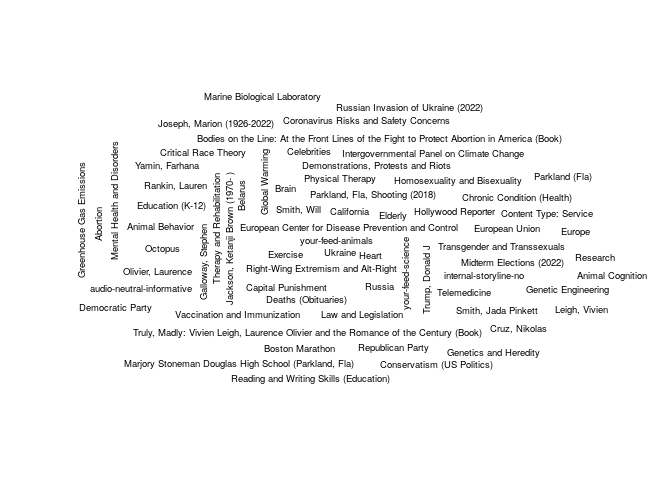 Marine Biological Laboratory
Russian Invasion of Ukraine (2022)
Joseph, Marion (1926-2022)
Coronavirus Risks and Safety Concerns
Bodies on the Line: At the Front Lines of the Fight to Protect Abortion in America (Book)
Critical Race Theory
Celebrities
Intergovernmental Panel on Climate Change
Yamin, Farhana
Demonstrations, Protests and Riots
Physical Therapy
Homosexuality and Bisexuality
Parkland (Fla)
Rankin, Lauren
Brain
Parkland, Fla, Shooting (2018)
Chronic Condition (Health)
Greenhouse Gas Emissions
Abortion
Mental Health and Disorders
Education (K-12)
Galloway, Stephen
Therapy and Rehabilitation
Jackson, Ketanji Brown (1970- )
Belarus
Global Warming
Smith, Will
California
Elderly
Hollywood Reporter
Content Type: Service
Animal Behavior
European Center for Disease Prevention and Control
European Union
Europe
your-feed-animals
Octopus
Exercise
Ukraine
Heart
your-feed-science
Trump, Donald J
Transgender and Transsexuals
Research
Midterm Elections (2022)
Olivier, Laurence
Right-Wing Extremism and Alt-Right
internal-storyline-no
Animal Cognition
audio-neutral-informative
Capital Punishment
Russia
Telemedicine
Genetic Engineering
Deaths (Obituaries)
Democratic Party
Vaccination and Immunization
Law and Legislation
Smith, Jada Pinkett
Leigh, Vivien
Truly, Madly: Vivien Leigh, Laurence Olivier and the Romance of the Century (Book)
Cruz, Nikolas
Boston Marathon
Republican Party
Genetics and Heredity
Marjory Stoneman Douglas High School (Parkland, Fla)
Conservatism (US Politics)
Reading and Writing Skills (Education)